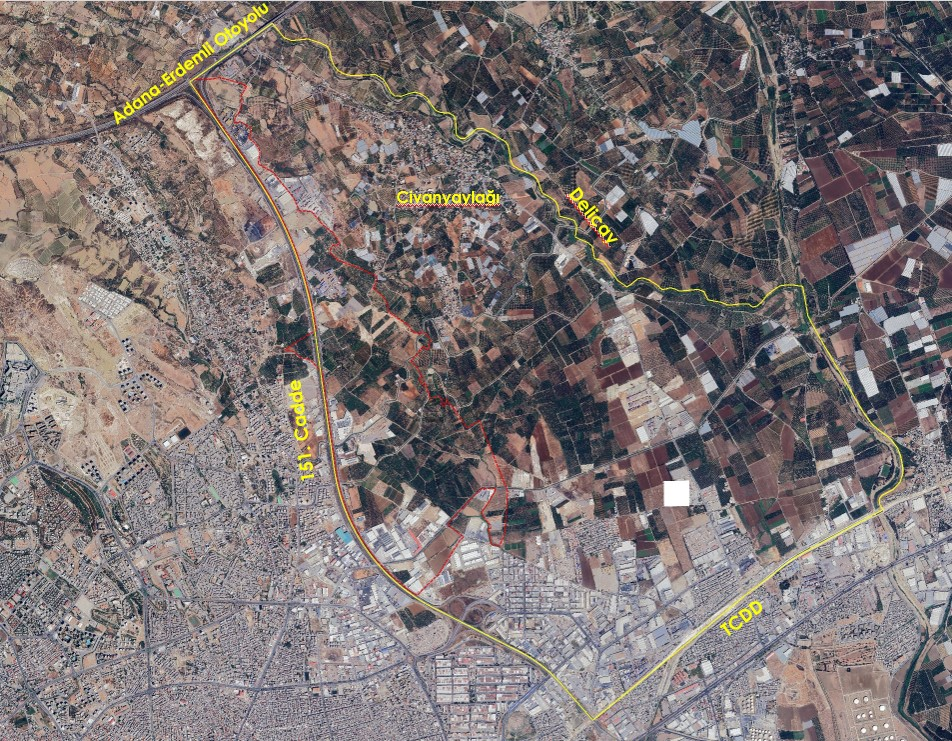 Adana-Erdemli Otoyolu
Civanyaylağı
Deliçay
151. Cadde
TCDD